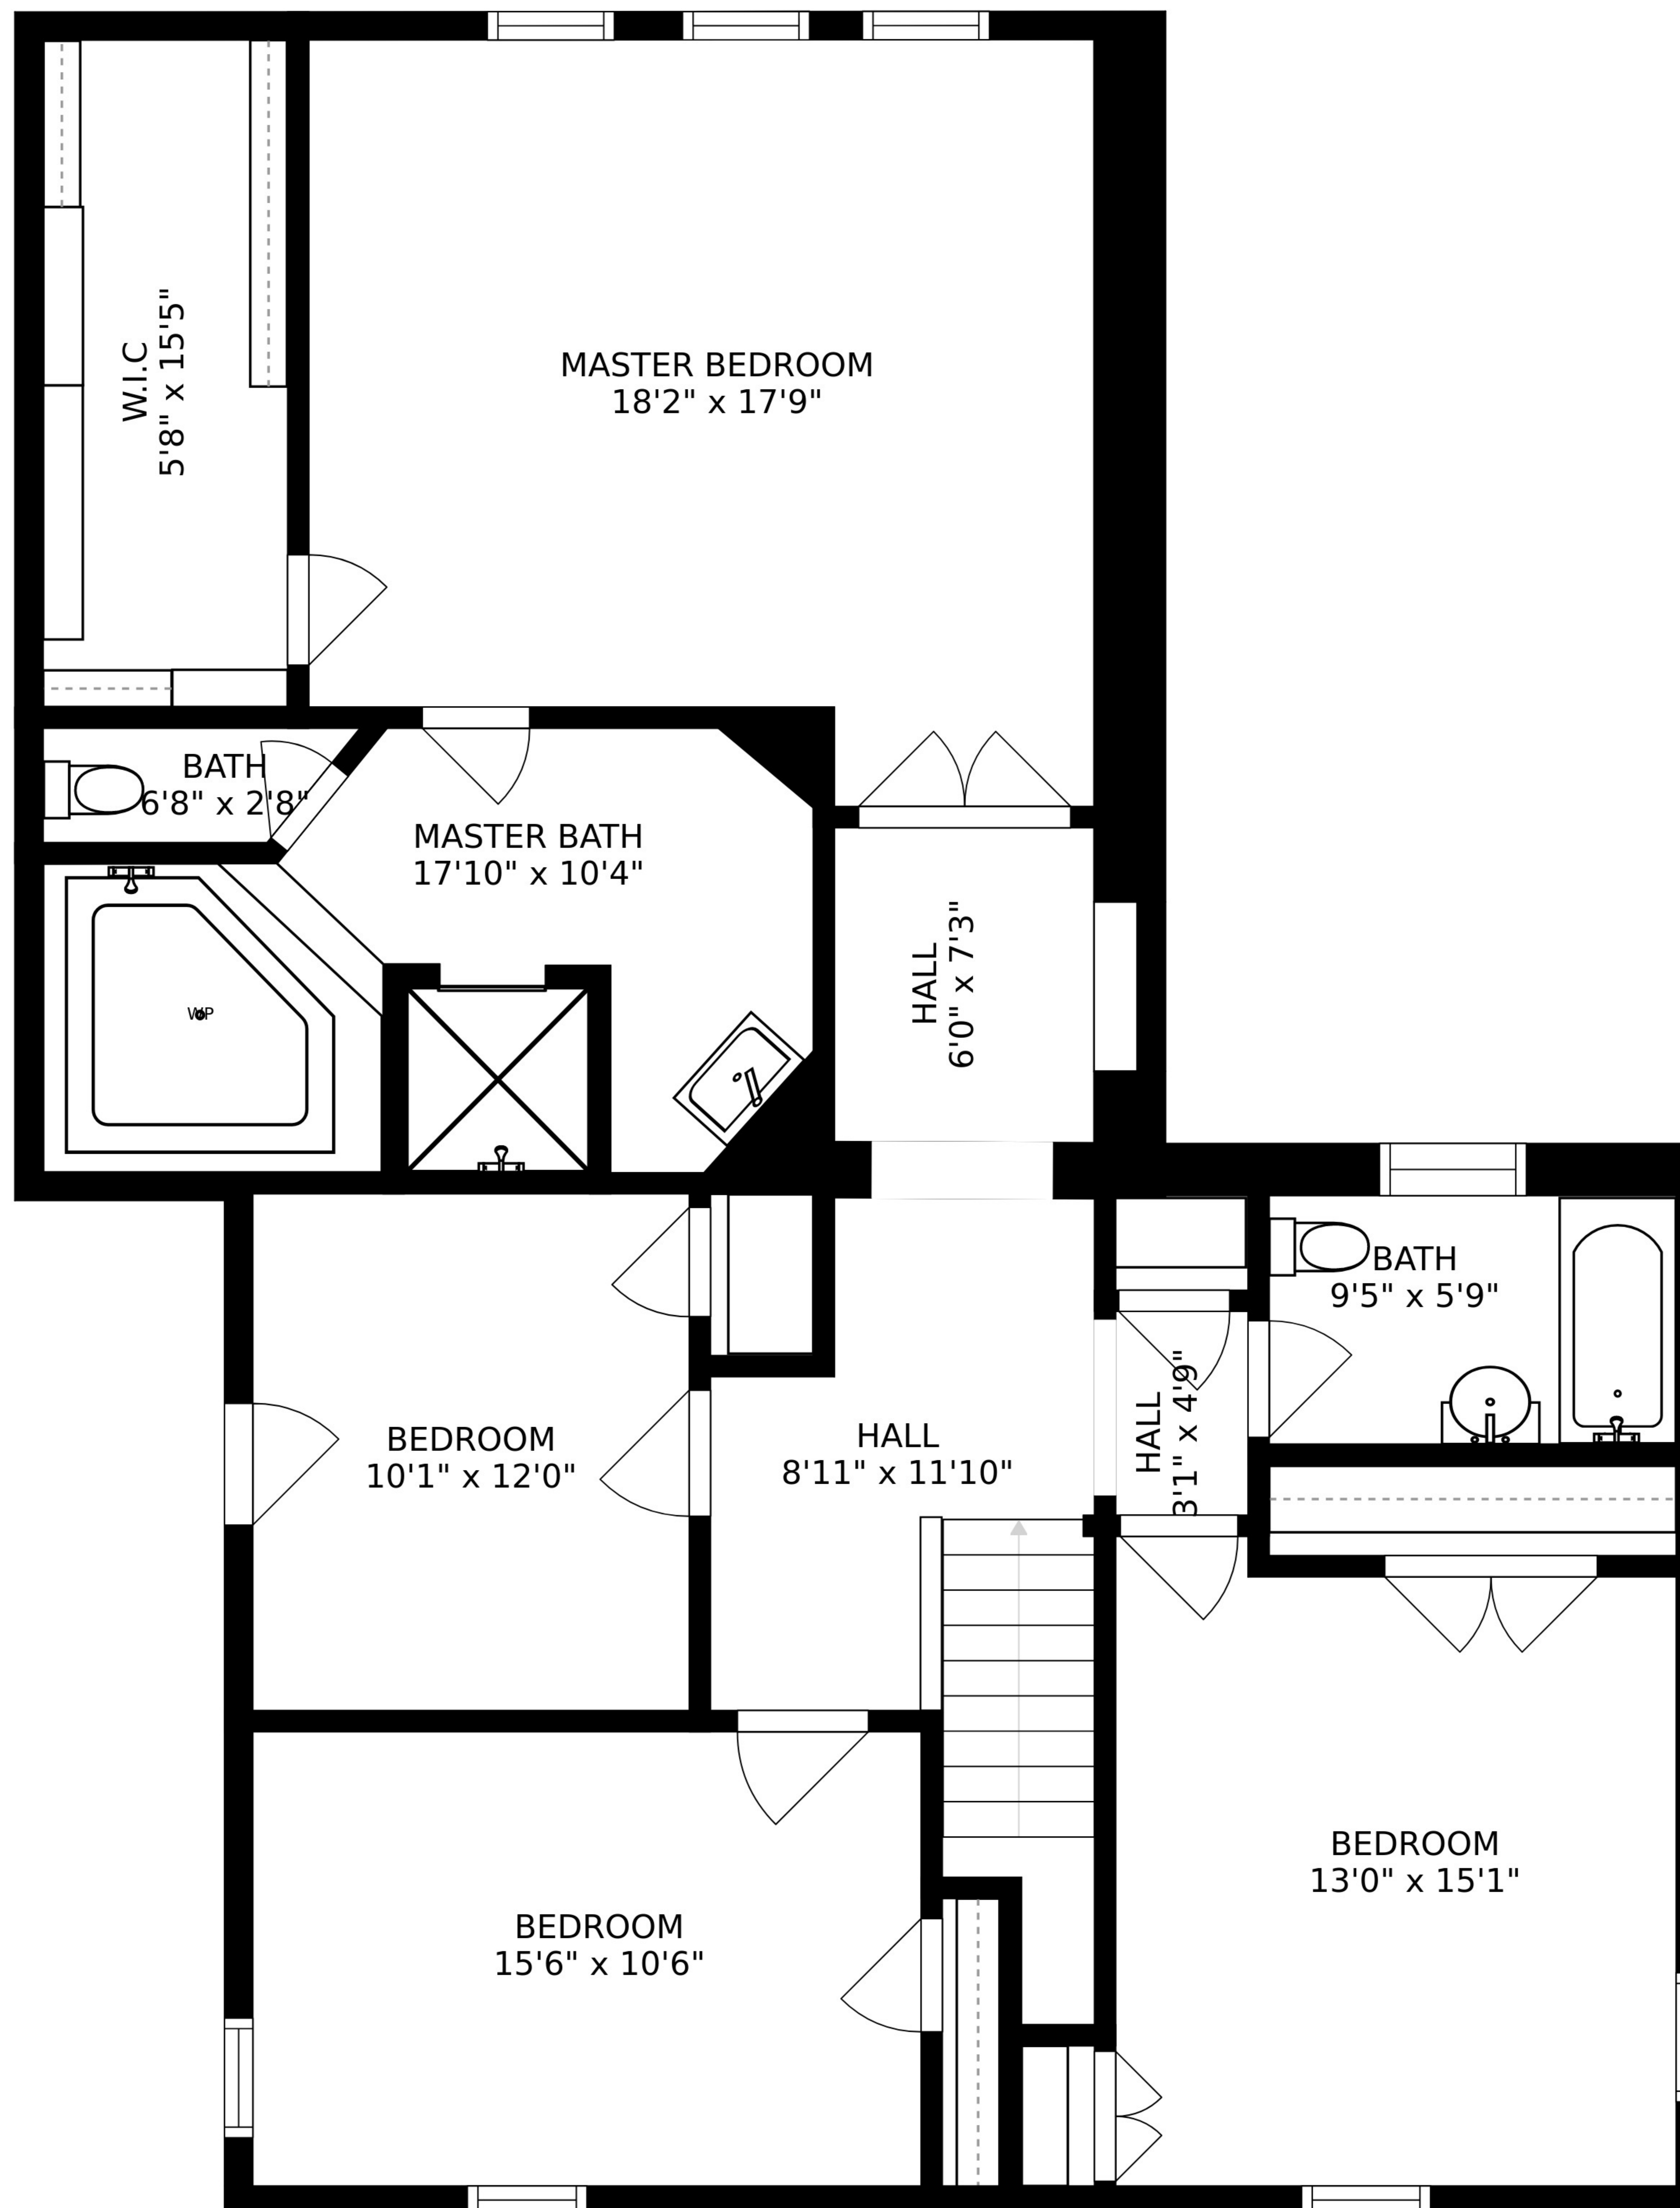 MASTER BEDROOM
18'2" x 17'9"
W.I.C
5'8" x 15'5"
BATH
6'8" x 2'8"
MASTER BATH
17'10" x 10'4"
HALL
6'0" x 7'3"
WP
BATH
9'5" x 5'9"
HALL
3'1" x 4'9"
BEDROOM
10'1" x 12'0"
HALL
8'11" x 11'10"
BEDROOM
13'0" x 15'1"
BEDROOM
15'6" x 10'6"